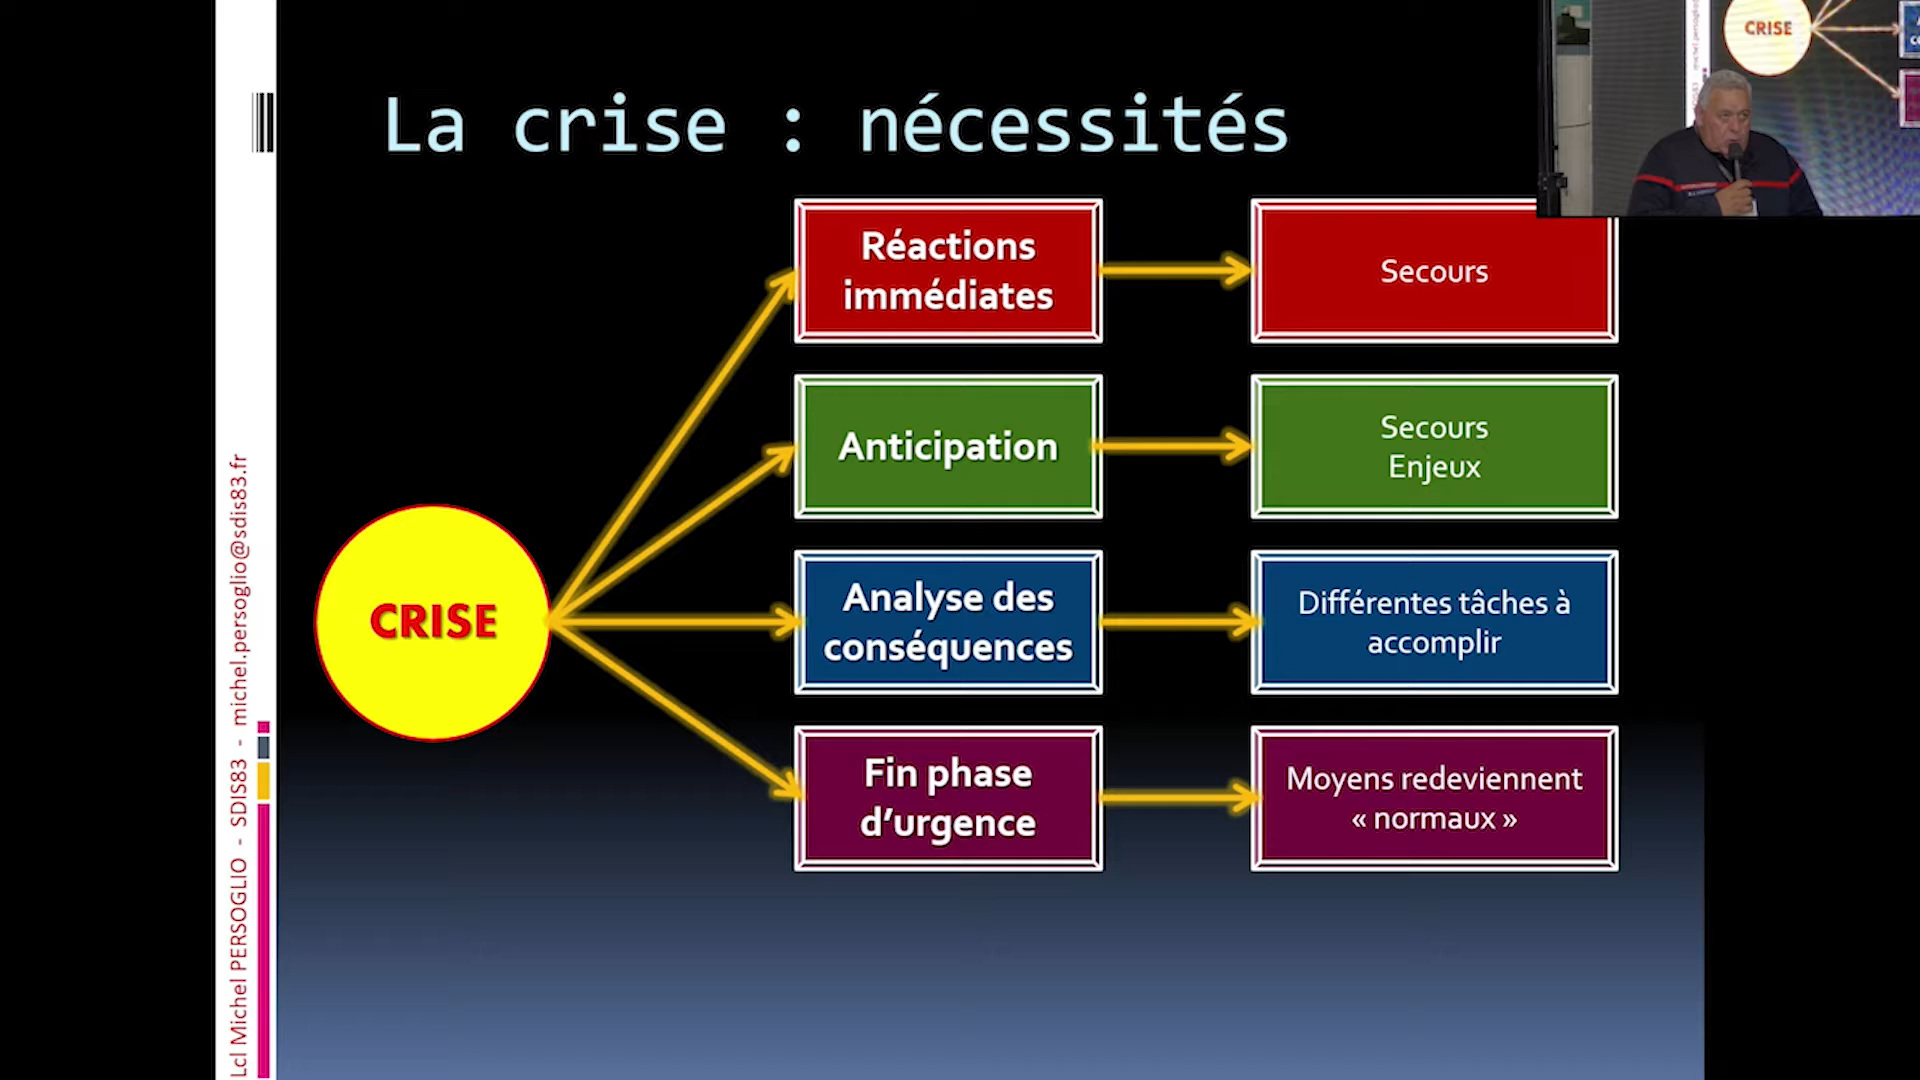 La crise : nécessités
CRISE
Réactions
immédiates
Secours
Anticipation
Secours
Enjeux
Analyse des
conséquences
Différentes tâches à
accomplir
Fin phase
d’urgence
Moyens redeviennent
« normaux »
Lcl Michel PERSOGLIO - SDIS83 - michel.persoglio@sdis83.fr
CRISE